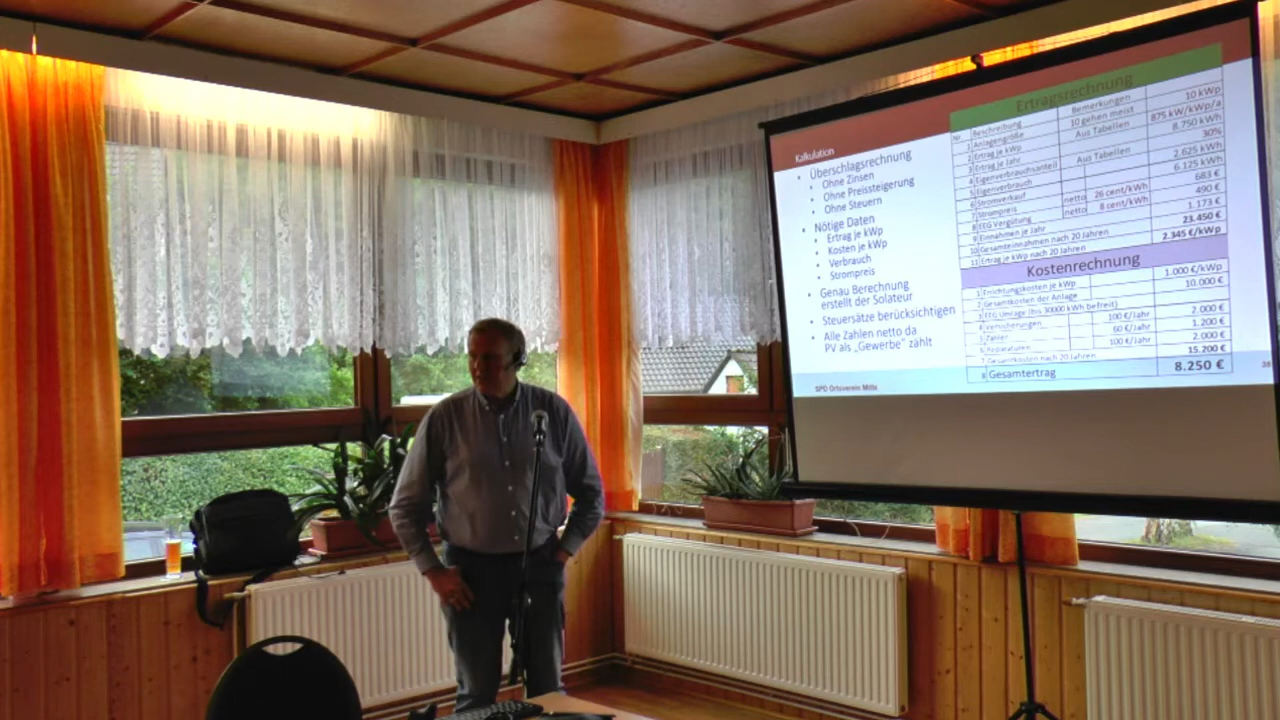 Kalkulation
• Überschlagsrechnung
• Ohne Zinsen
• Ohne Preissteigerung
• Ohne Steuern
• Nötige Daten
• Ertrag je kWp
• Kosten je kWp
• Verbrauch
• Strompreis
• Genau Berechnung
erstellt der Solateur
• Steuersätze berücksichtigen
• Alle Zahlen netto da
PV als „Gewerbe" zählt
Ertragsrechnung
Nr. Beschreibung Bemerkungen
1 Anlagengröße 10 gehen meist 10 kWp
2 Ertrag je kWp Aus Tabellen 875 kW/kWp/a
3 Ertrag je Jahr 8.750 kWh
4 Eigenverbrauchsanteil Aus Tabellen 30%
5 Eigenverbrauch 2.625 kWh
6 Stromverkauf 6.125 kWh
7 Strompreis netto 26 cent/kWh 683 €
8 EEG Vergütung netto 8 cent/kWh 490 €
9 Einnahmen je Jahr 1.173 €
10 Gesamteinnahmen nach 20 Jahren 23.450 €
11 Ertrag je kWp nach 20 Jahren 2.345 €/kWp
Kostenrechnung
1 Errichtungskosten je kWp 1.000 €/kWp
2 Gesamtkosten der Anlage 10.000 €
3 EEG Umlage (bis 30000 kWh befreit)
4 Versicherungen 100 €/Jahr 2.000 €
5 Zähler 60 €/Jahr 1.200 €
6 Reparaturen 100 €/Jahr 2.000 €
7 Gesamtkosten nach 20 Jahren 15.200 €
8 Gesamtertrag 8.250 €
SPD Ortsverein Mitte
38